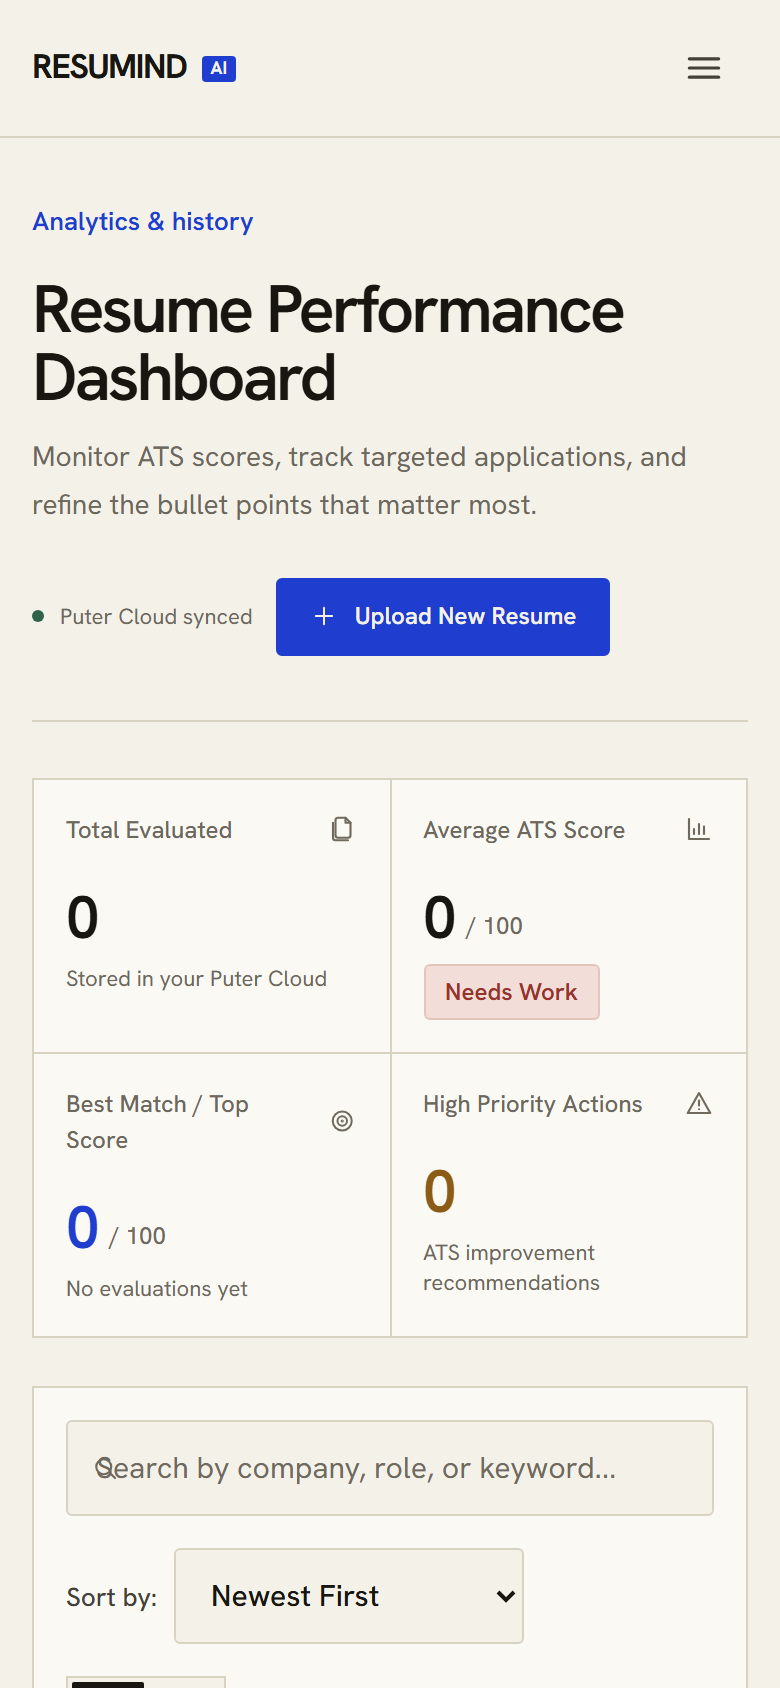 RESUMIND AI
Analytics & history
Resume Performance
Dashboard
Monitor ATS scores, track targeted applications, and
refine the bullet points that matter most.
Puter Cloud synced
Upload New Resume
Total Evaluated
0
Stored in your Puter Cloud
Average ATS Score
0 / 100
Needs Work
Best Match / Top
Score
0 / 100
No evaluations yet
High Priority Actions
0
ATS improvement
recommendations
Search by company, role, or keyword...
Sort by: Newest First